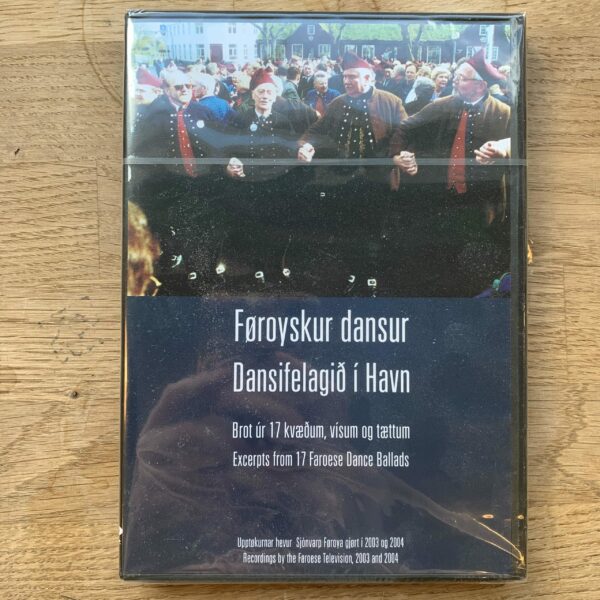 Føroyskur dansur
Dansifelagið í Havn
Brot úr 17 kvæðum, vísum og tættum
Excerpts from 17 Faroese Dance Ballads
Upptøkurnar hevur Sjónvarp Føroya gjørt í 2003 og 2004
Recordings by the Faroese Television, 2003 and 2004